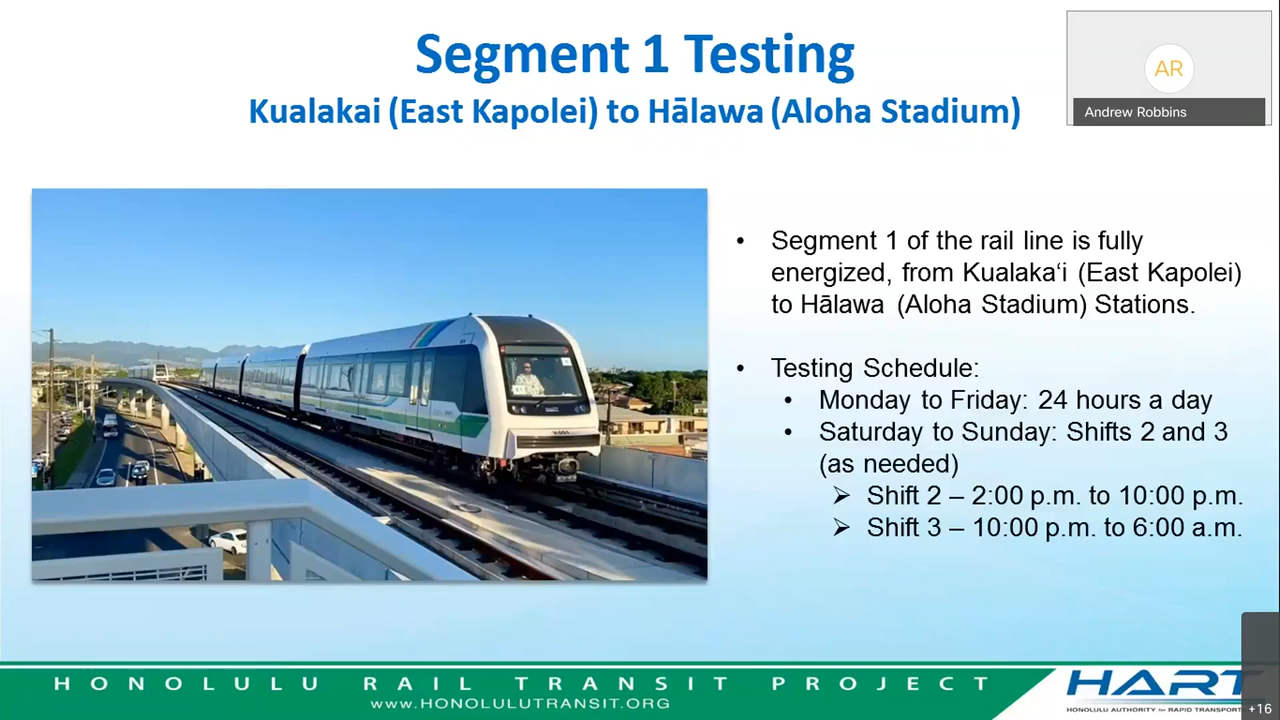 Segment 1 Testing
Kualakai (East Kapolei) to Hālawa (Aloha Stadium)
AR
Andrew Robbins
• Segment 1 of the rail line is fully
energized, from Kualakaʻi (East Kapolei)
to Hālawa (Aloha Stadium) Stations.
• Testing Schedule:
• Monday to Friday: 24 hours a day
• Saturday to Sunday: Shifts 2 and 3
(as needed)
➢ Shift 2 – 2:00 p.m. to 10:00 p.m.
➢ Shift 3 – 10:00 p.m. to 6:00 a.m.
HONOLULU RAIL TRANSIT PROJECT
www.HONOLULUTRANSIT.ORG
HART
HONOLULU AUTHORITY for RAPID TRANSPORT
+16